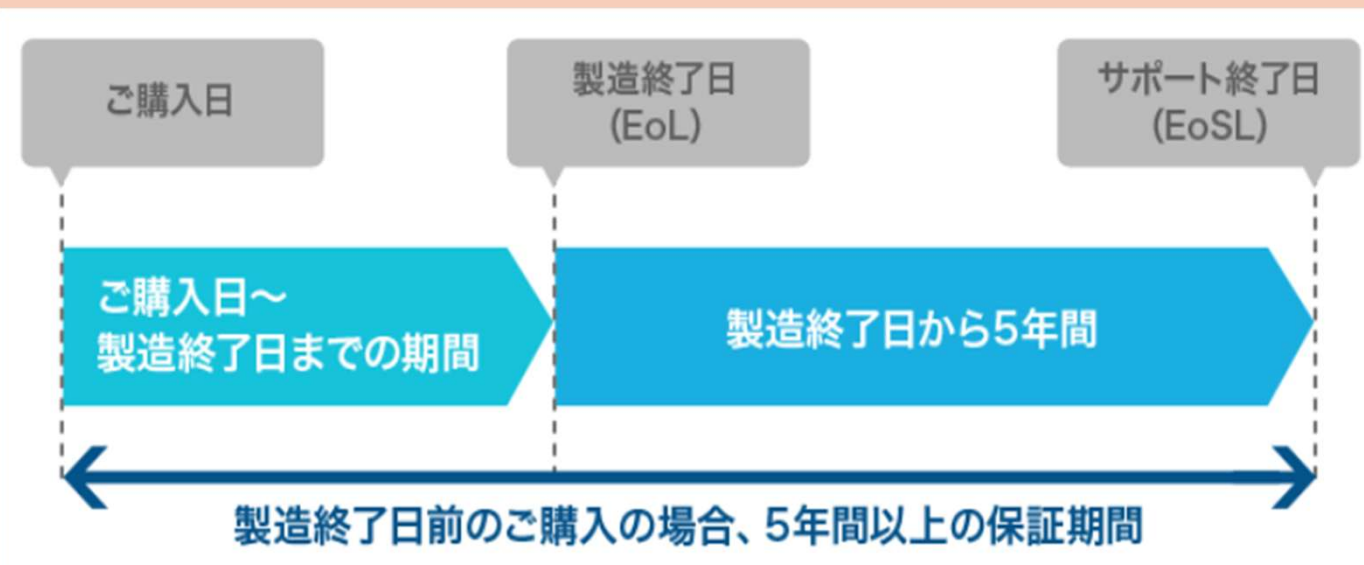 ご購入日
製造終了日
(EoL)
サポート終了日
(EoSL)
ご購入日～
製造終了日までの期間
製造終了日から5年間
製造終了日前のご購入の場合、5年間以上の保証期間